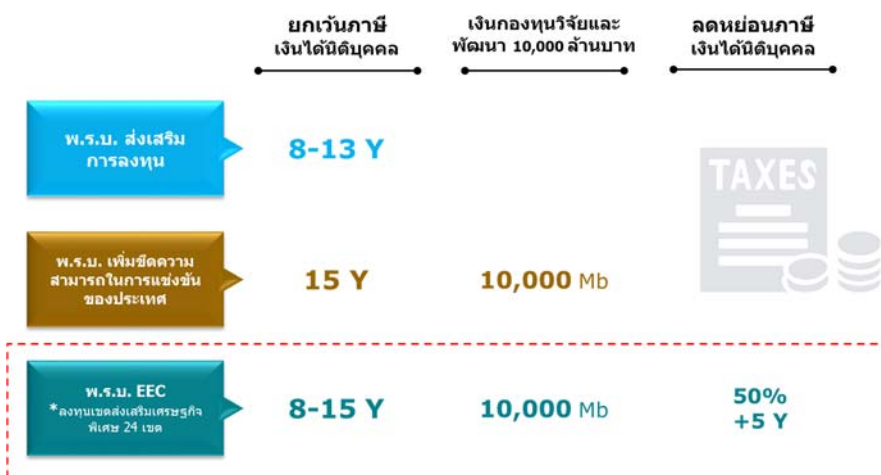 ยกเว้นภาษี
เงินได้นิติบุคคล
เงินกองทุนวิจัยและ
พัฒนา 10,000 ล้านบาท
ลดหย่อนภาษี
เงินได้นิติบุคคล
พ.ร.บ. ส่งเสริม
การลงทุน
8-13 Y
TAXES
พ.ร.บ. เพิ่มขีดความ
สามารถในการแข่งขัน
ของประเทศ
15 Y
10,000 Mb
พ.ร.บ. EEC
*ลงทุนเขตส่งเสริมเศรษฐกิจ
พิเศษ 24 เขต
8-15 Y
10,000 Mb
50%
+5 Y